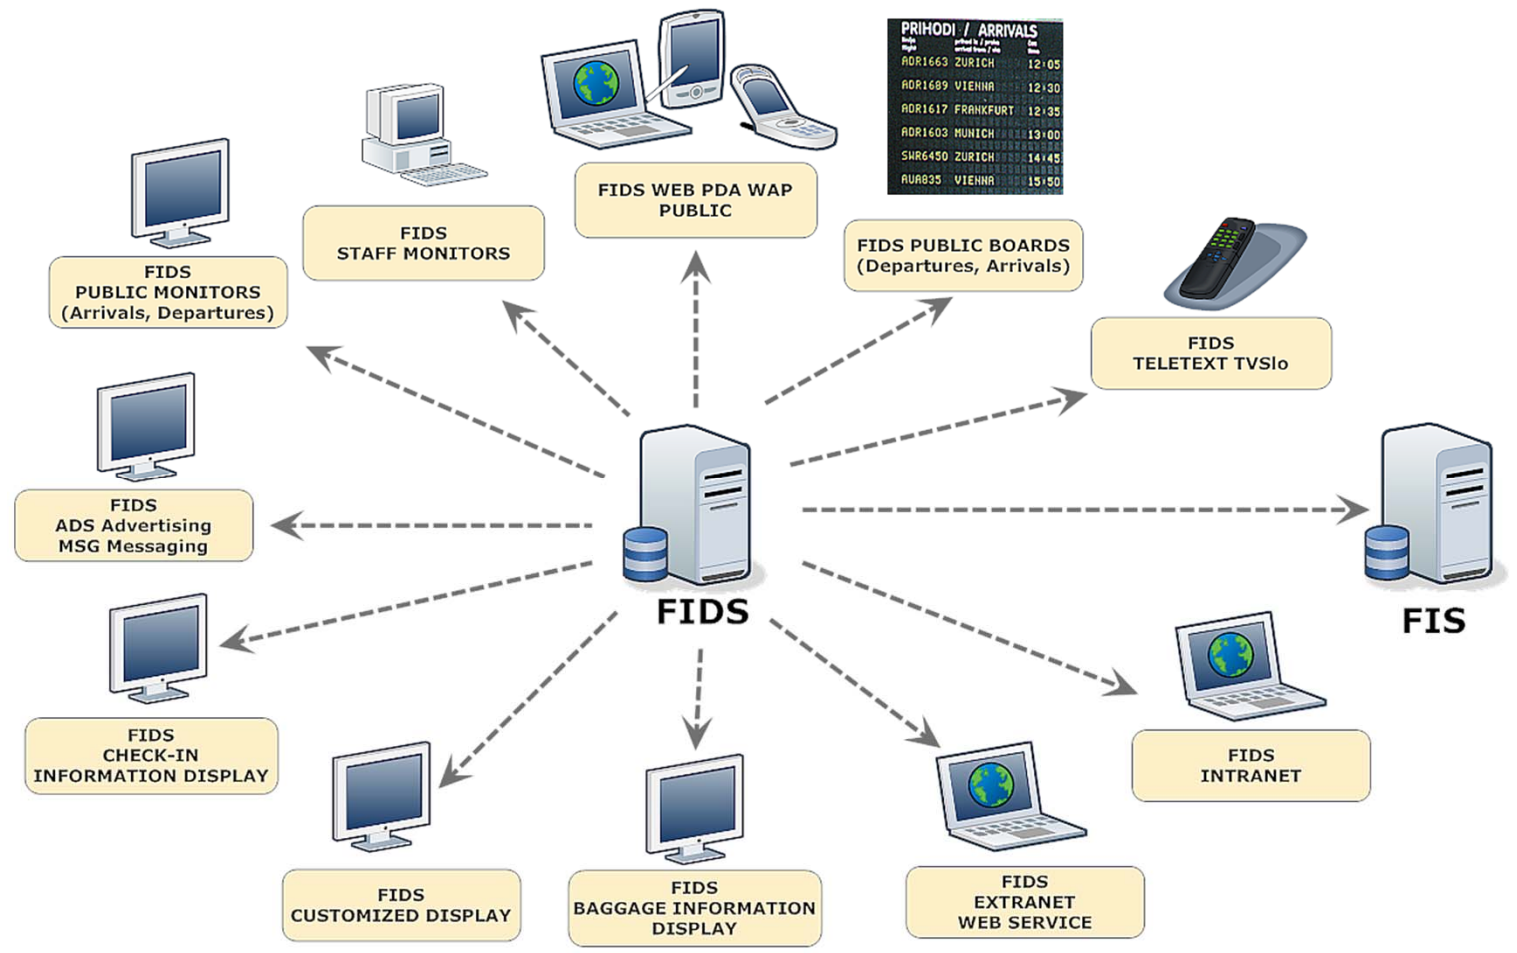 PRIHODI / ARRIVALS
ADR1663 ZURICH 12:05
ADR1689 VIENNA 12:30
ADR1617 FRANKFURT 12:35
ADR1603 MUNICH 13:00
SWR6450 ZURICH 14:45
AUA835 VIENNA 15:50
FIDS WEB PDA WAP
PUBLIC
FIDS
STAFF MONITORS
FIDS PUBLIC BOARDS
(Departures, Arrivals)
FIDS
PUBLIC MONITORS
(Arrivals, Departures)
FIDS
TELETEXT TVSlo
FIDS
ADS Advertising
MSG Messaging
FIDS
FIS
FIDS
CHECK-IN
INFORMATION DISPLAY
FIDS
INTRANET
FIDS
CUSTOMIZED DISPLAY
FIDS
BAGGAGE INFORMATION
DISPLAY
FIDS
EXTRANET
WEB SERVICE